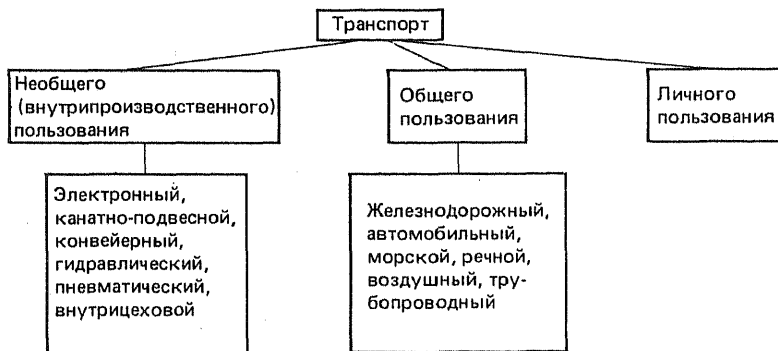 Транспорт
Необщего
(внутрипроизводственного)
пользования
Общего
пользования
Личного
пользования
Электронный,
канатно-подвесной,
конвейерный,
гидравлический,
пневматический,
внутрицеховой
Железнодорожный,
автомобильный,
морской, речной,
воздушный, тру-
бопроводный